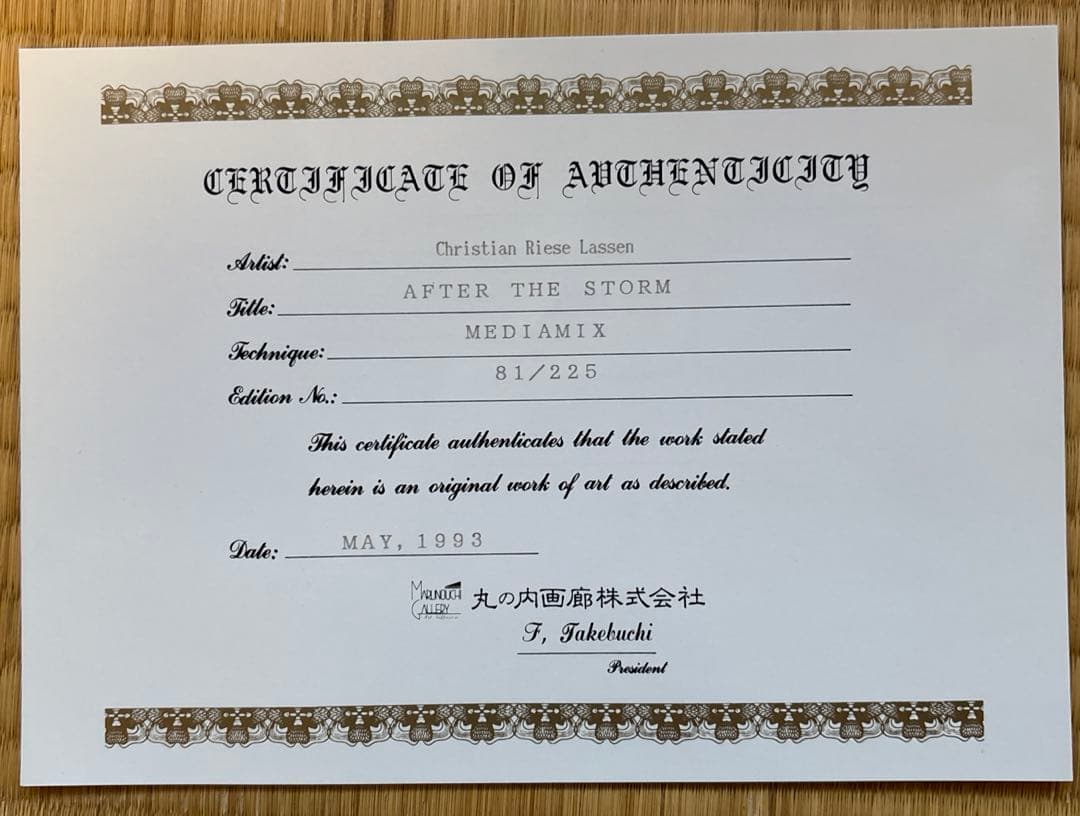 CERTIFICATE OF AUTHENTICITY
Artist: Christian Riese Lassen
Title: AFTER THE STORM
Technique: MEDIAMIX
Edition No.: 81/225
This certificate authenticates that the work stated
herein is an original work of art as described.
Date: MAY, 1993
MARUNOUCHI
GALLERY
丸の内画廊株式会社
F, Takebuchi
President